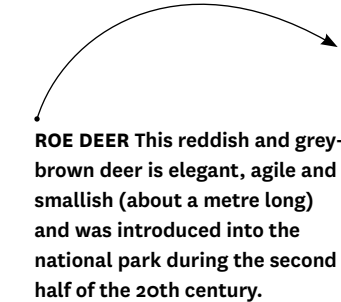 ROE DEER This reddish and grey-
brown deer is elegant, agile and
smallish (about a metre long)
and was introduced into the
national park during the second
half of the 20th century.